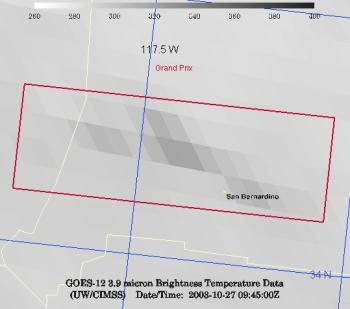 260 280 300 320 340 360 380 400
117.5 W
Grand Prix
San Bernardino
34 N
GOES-12 3.9 micron Brightness Temperature Data
(UW/CIMSS) Date/Time: 2003-10-27 09:45:00Z